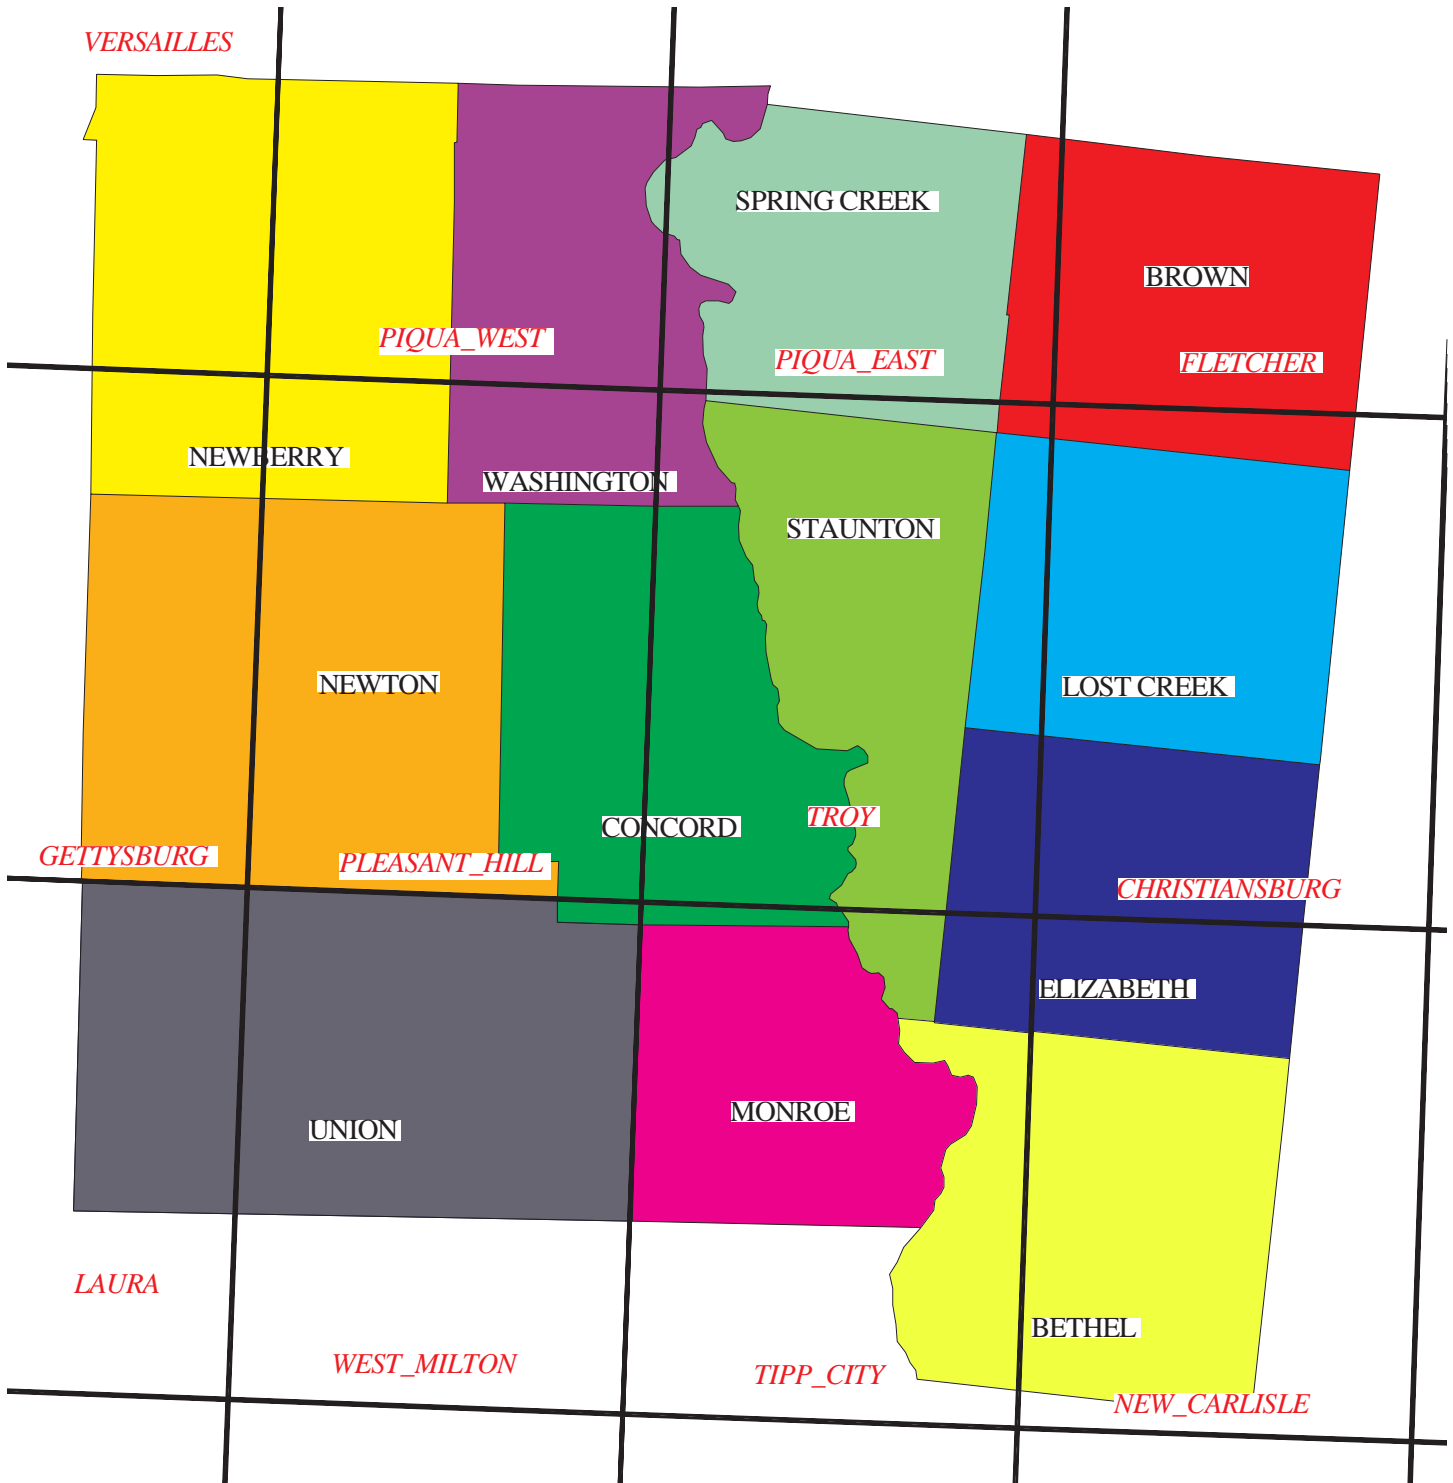 VERSAILLES
SPRING CREEK
BROWN
PIQUA_WEST
PIQUA_EAST
FLETCHER
NEWBERRY
WASHINGTON
STAUNTON
NEWTON
LOST CREEK
TROY
CONCORD
GETTYSBURG
PLEASANT_HILL
CHRISTIANSBURG
ELIZABETH
MONROE
UNION
LAURA
BETHEL
WEST_MILTON
TIPP_CITY
NEW_CARLISLE